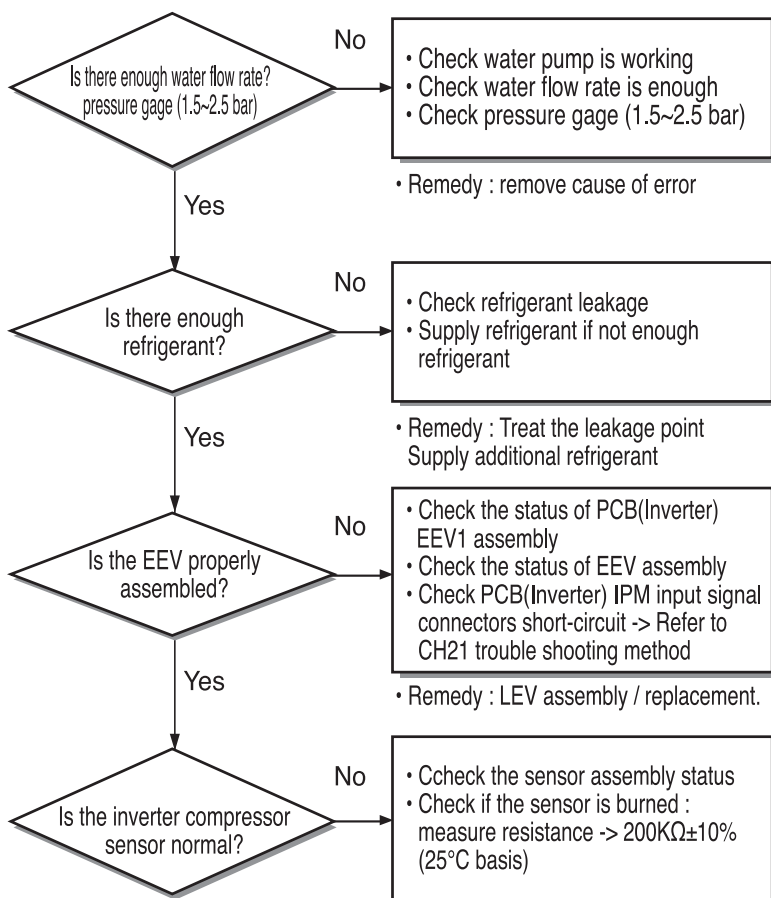 Is there enough water flow rate?
pressure gage (1.5~2.5 bar)
No
• Check water pump is working
• Check water flow rate is enough
• Check pressure gage (1.5~2.5 bar)
• Remedy : remove cause of error
Yes
Is there enough
refrigerant?
No
• Check refrigerant leakage
• Supply refrigerant if not enough
refrigerant
• Remedy : Treat the leakage point
Supply additional refrigerant
Yes
Is the EEV properly
assembled?
No
• Check the status of PCB(Inverter)
EEV1 assembly
• Check the status of EEV assembly
• Check PCB(Inverter) IPM input signal
connectors short-circuit -> Refer to
CH21 trouble shooting method
• Remedy : LEV assembly / replacement.
Yes
Is the inverter compressor
sensor normal?
No
• Ccheck the sensor assembly status
• Check if the sensor is burned :
measure resistance -> 200KΩ±10%
(25°C basis)